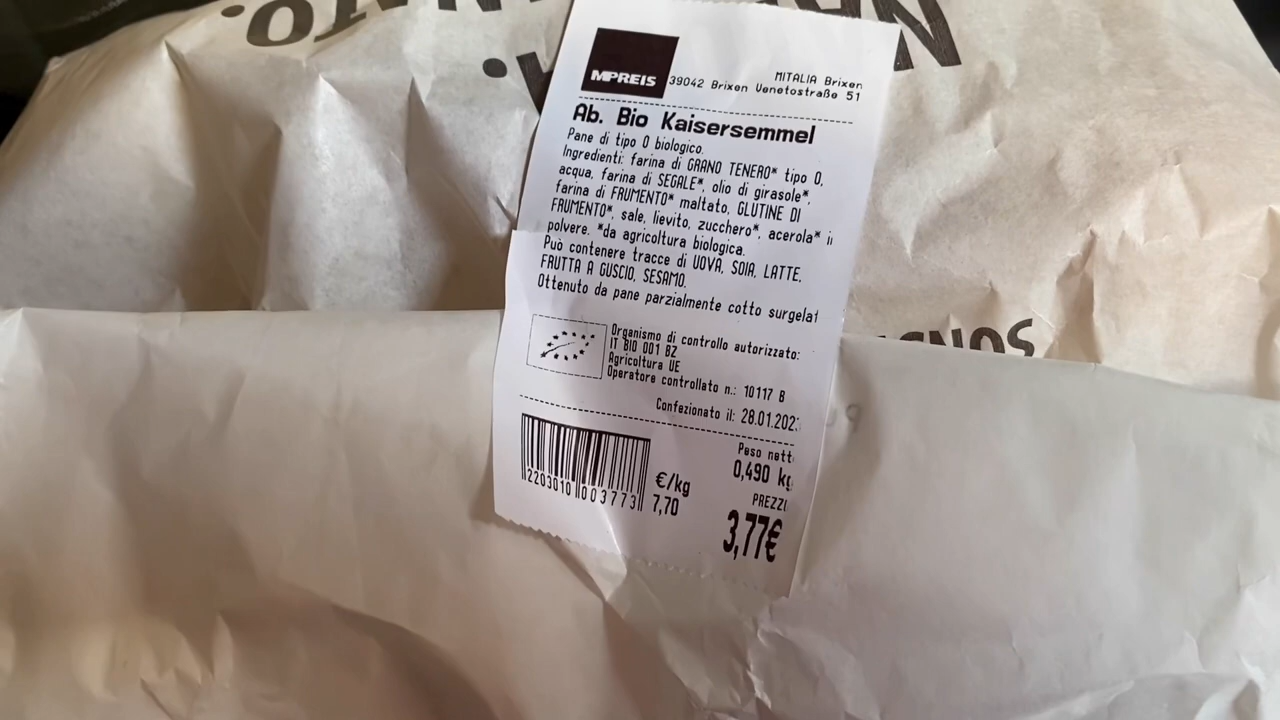 MPREIS
MITALIA Brixen
39042 Brixen Venetostraße 51
Ab. Bio Kaisersemmel
Pane di tipo 0 biologico.
Ingredienti: farina di GRANO TENERO* tipo 0,
acqua, farina di SEGALE*, olio di girasole*,
farina di FRUMENTO* maltato, GLUTINE DI
FRUMENTO*, sale, lievito, zucchero*, acerola* in
polvere. *da agricoltura biologica.
Può contenere tracce di UOVA, SOIA, LATTE,
FRUTTA A GUSCIO, SESAMO.
Ottenuto da pane parzialmente cotto surgelat
Organismo di controllo autorizzato:
IT BIO 001 BZ
Agricoltura UE
Operatore controllato n.: 10117 B
Confezionato il: 28.01.202
Peso nett
0,490 kg
€/kg
7,70
PREZZ
3,77€
2203010 003773